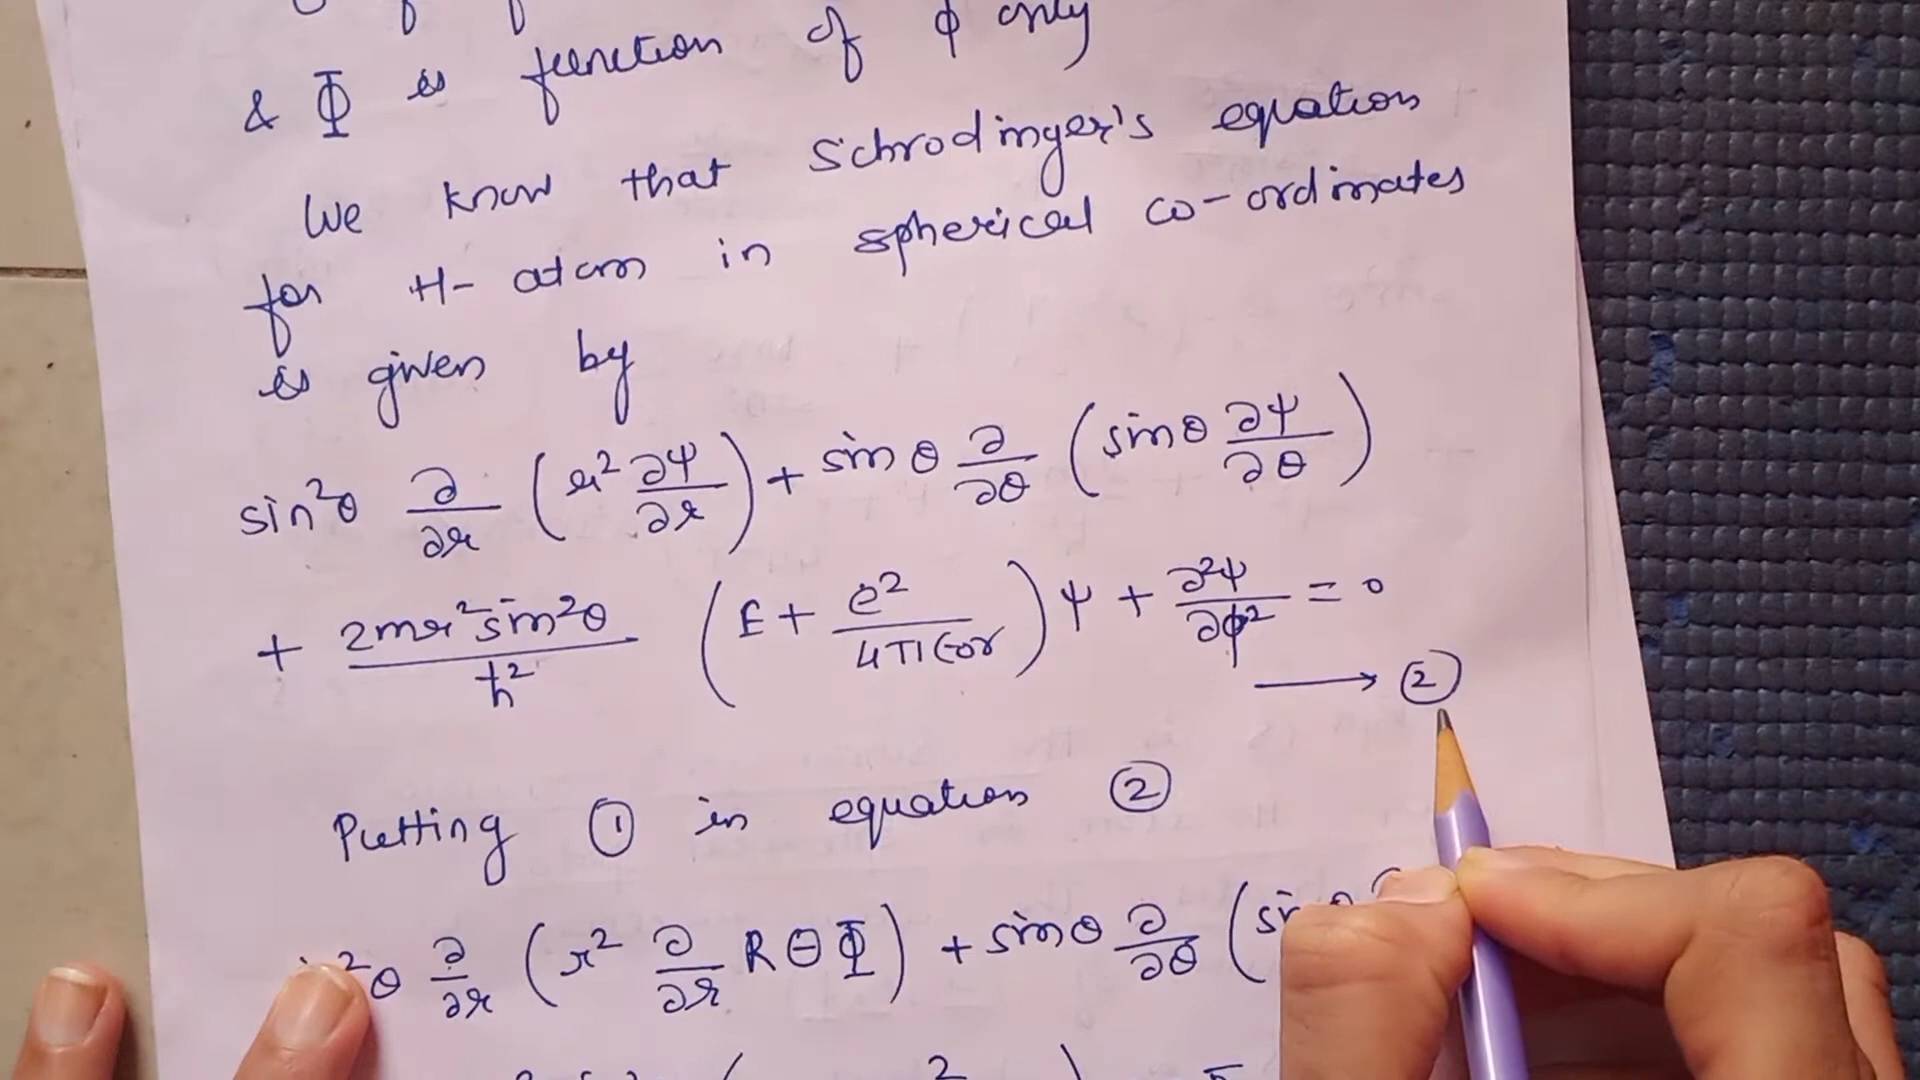 & Φ is function of ϕ only
We know that Schrodinger's equation
for H- atom in spherical co-ordinates
is given by
sin²θ ∂/∂r (r² ∂ψ/∂r) + sinθ ∂/∂θ (sinθ ∂ψ/∂θ)
+ 2mr²sin²θ/ħ² (E + e²/4πϵ₀r) ψ + ∂²ψ/∂ϕ² = 0
→ ②
Putting ① in equation ②
²θ ∂/∂r (r² ∂/∂r RΘΦ) + sinθ ∂/∂θ (